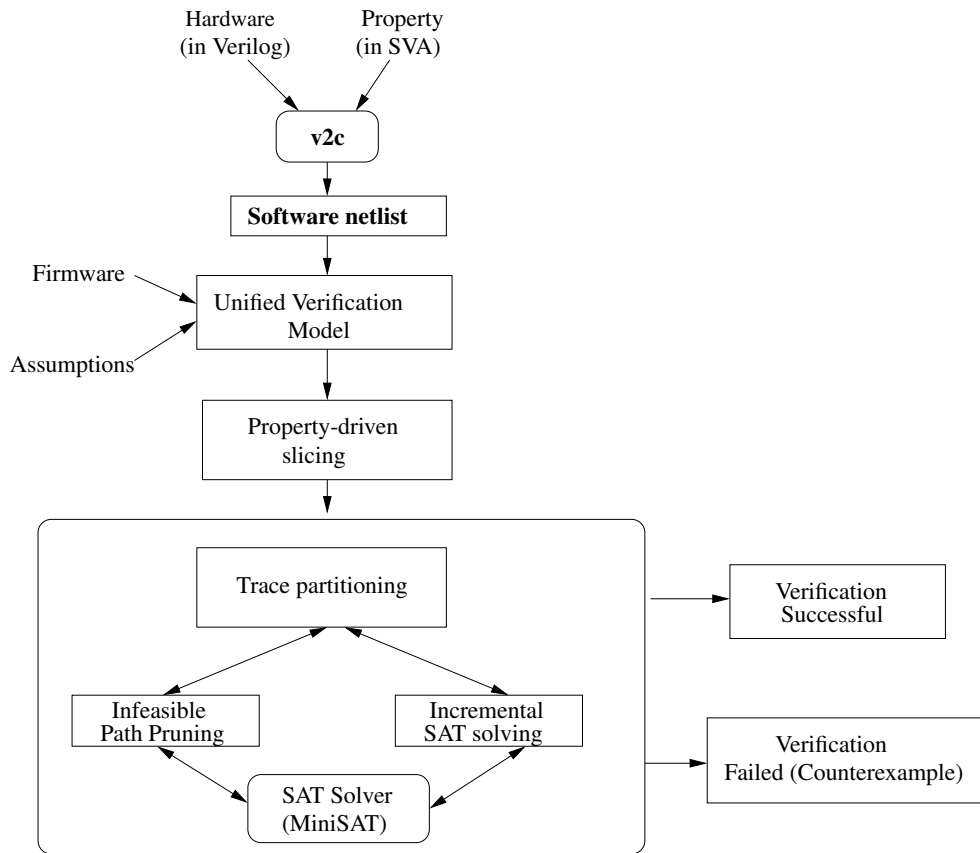 Hardware
(in Verilog)
Property
(in SVA)
v2c
Software netlist
Firmware
Unified Verification
Model
Assumptions
Property-driven
slicing
Trace partitioning
Verification
Successful
Infeasible
Path Pruning
Incremental
SAT solving
Verification
Failed (Counterexample)
SAT Solver
(MiniSAT)